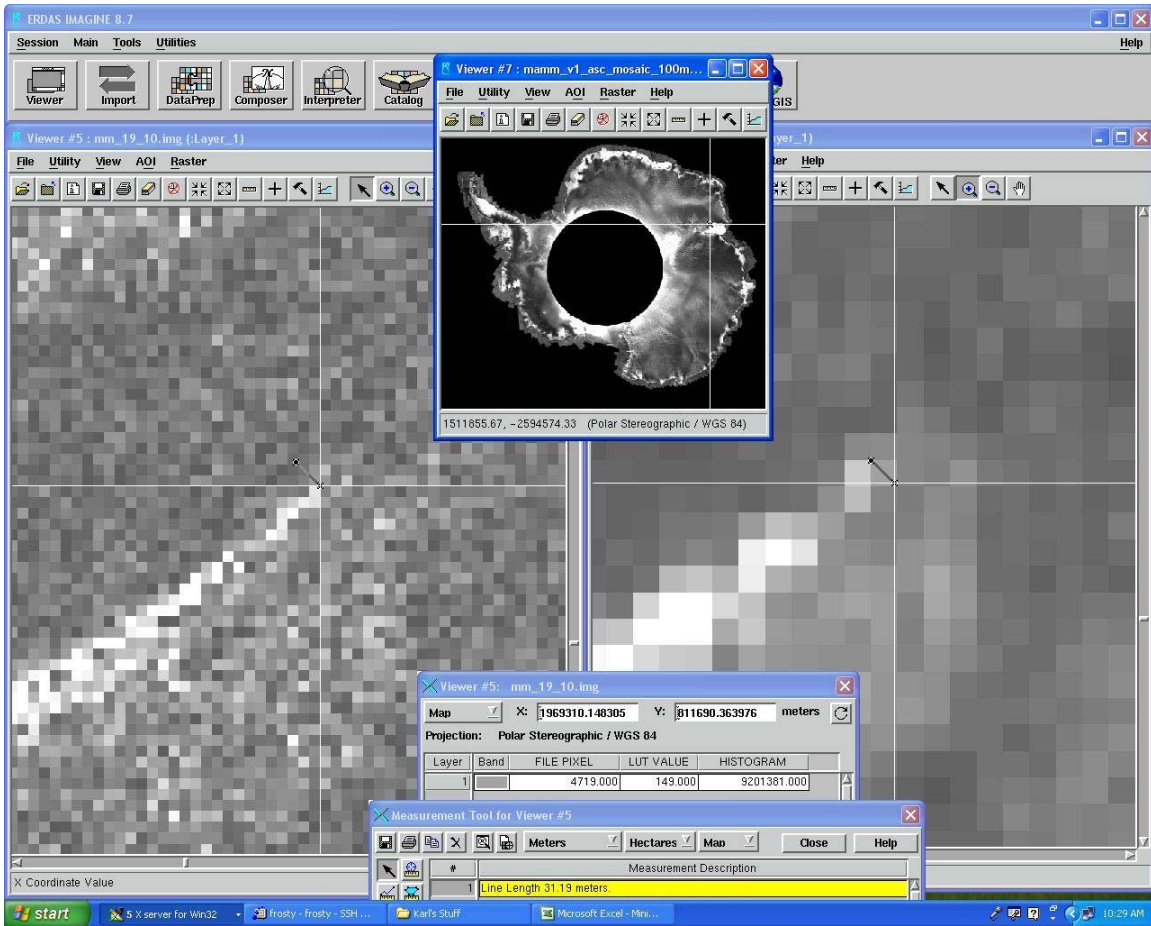 ERDAS IMAGINE 8.7
Session Main Tools Utilities Help
Viewer Import DataPrep Composer Interpreter Catalog GIS
Viewer #7 : mamm_v1_asc_mosaic_100m...
File Utility View AOI Raster Help
1511855.67, -2594574.33 (Polar Stereographic / WGS 84)
Viewer #5 : mm_19_10.img (:Layer_1)
File Utility View AOI Raster
yer_1)
ter Help
Viewer #5: mm_19_10.img
Map X: 1969310.148305 Y: 811690.363976 meters
Projection: Polar Stereographic / WGS 84
Layer Band FILE PIXEL LUT VALUE HISTOGRAM
1 4719.000 149.000 9201381.000
Measurement Tool for Viewer #5
Meters Hectares Map Close Help
# Measurement Description
1 Line Length 31.19 meters.
X Coordinate Value
start 5 X server for Win32 frosty - frosty - SSH ... Karl's Stuff Microsoft Excel - Mini... 10:29 AM